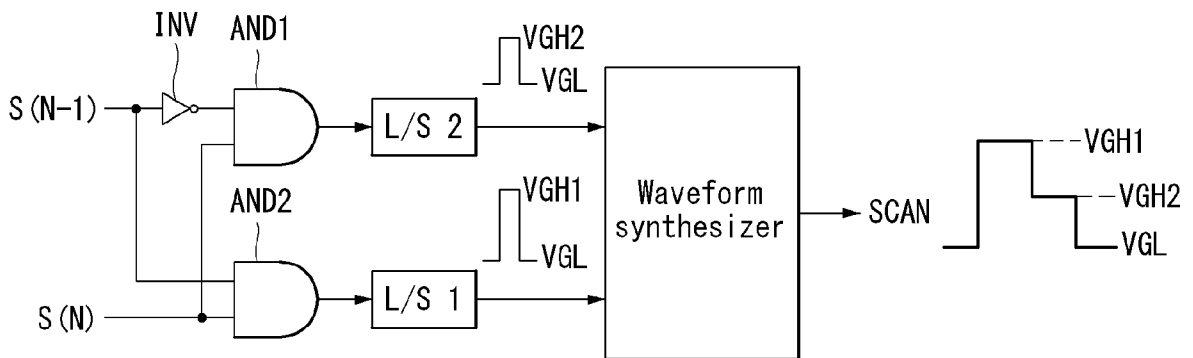 INV
AND1
VGH2
VGL
S(N-1)
L/S 2
AND2
VGH1
VGL
S(N)
L/S 1
Waveform
synthesizer
SCAN
VGH1
VGH2
VGL